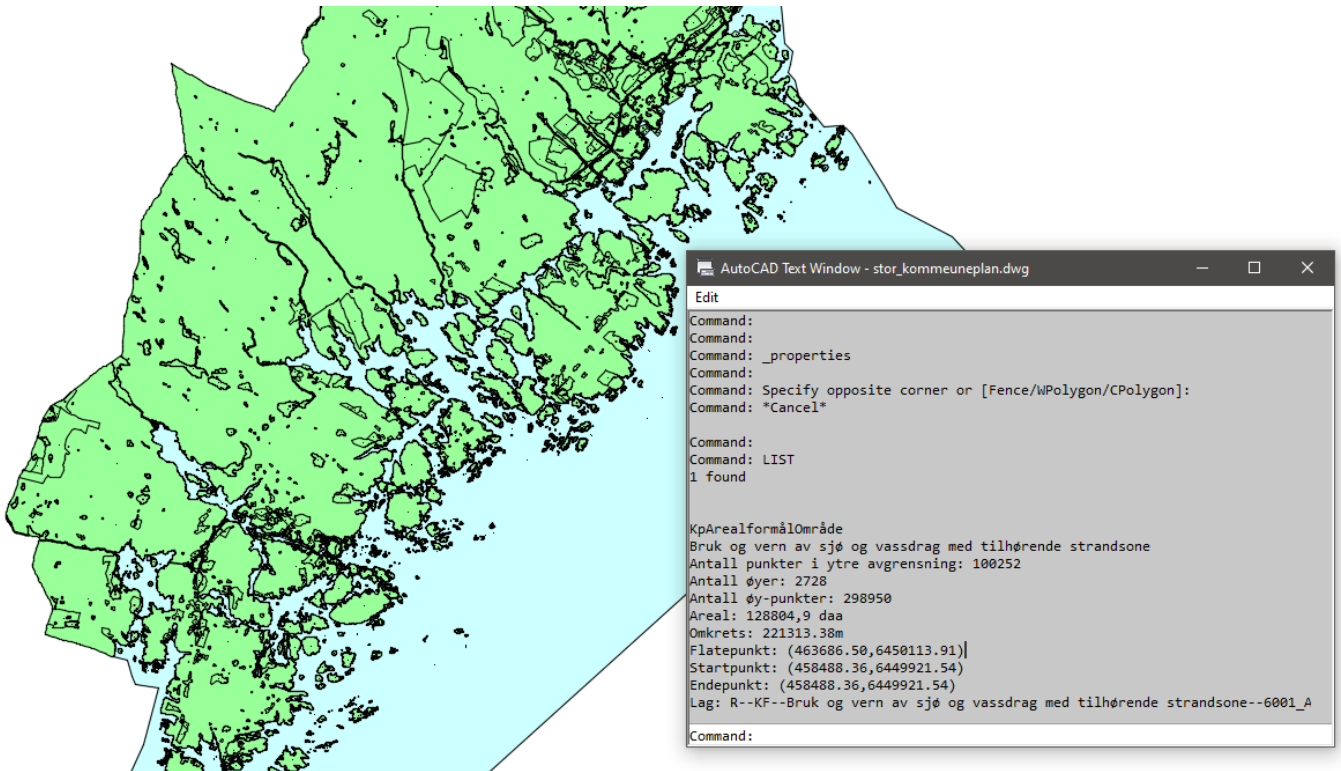 AutoCAD Text Window - stor_kommeuneplan.dwg
Edit
Command:
Command:
Command: _properties
Command:
Command: Specify opposite corner or [Fence/WPolygon/CPolygon]:
Command: *Cancel*
Command:
Command: LIST
1 found
KpArealformålOmråde
Bruk og vern av sjø og vassdrag med tilhørende strandsone
Antall punkter i ytre avgrensning: 100252
Antall øyer: 2728
Antall øy-punkter: 298950
Areal: 128804,9 daa
Omkrets: 221313.38m
Flatepunkt: (463686.50,6450113.91)
Startpunkt: (458488.36,6449921.54)
Endepunkt: (458488.36,6449921.54)
Lag: R--KF--Bruk og vern av sjø og vassdrag med tilhørende strandsone--6001_A
Command: